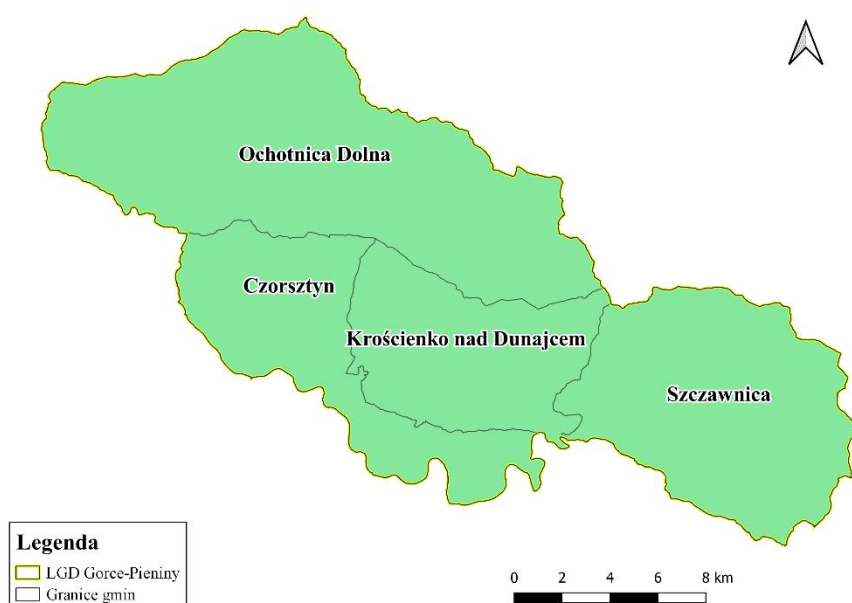 Ochotnica Dolna
Czorsztyn
Krościenko nad Dunajcem
Szczawnica
Legenda
LGD Gorce-Pieniny
Granice gmin
0 2 4 6 8 km